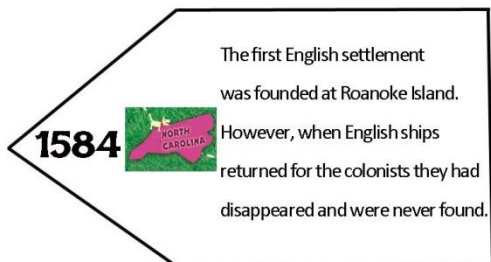 The first English settlement
was founded at Roanoke Island.
1584
NORTH
CAROLINA
However, when English ships
returned for the colonists they had
disappeared and were never found.